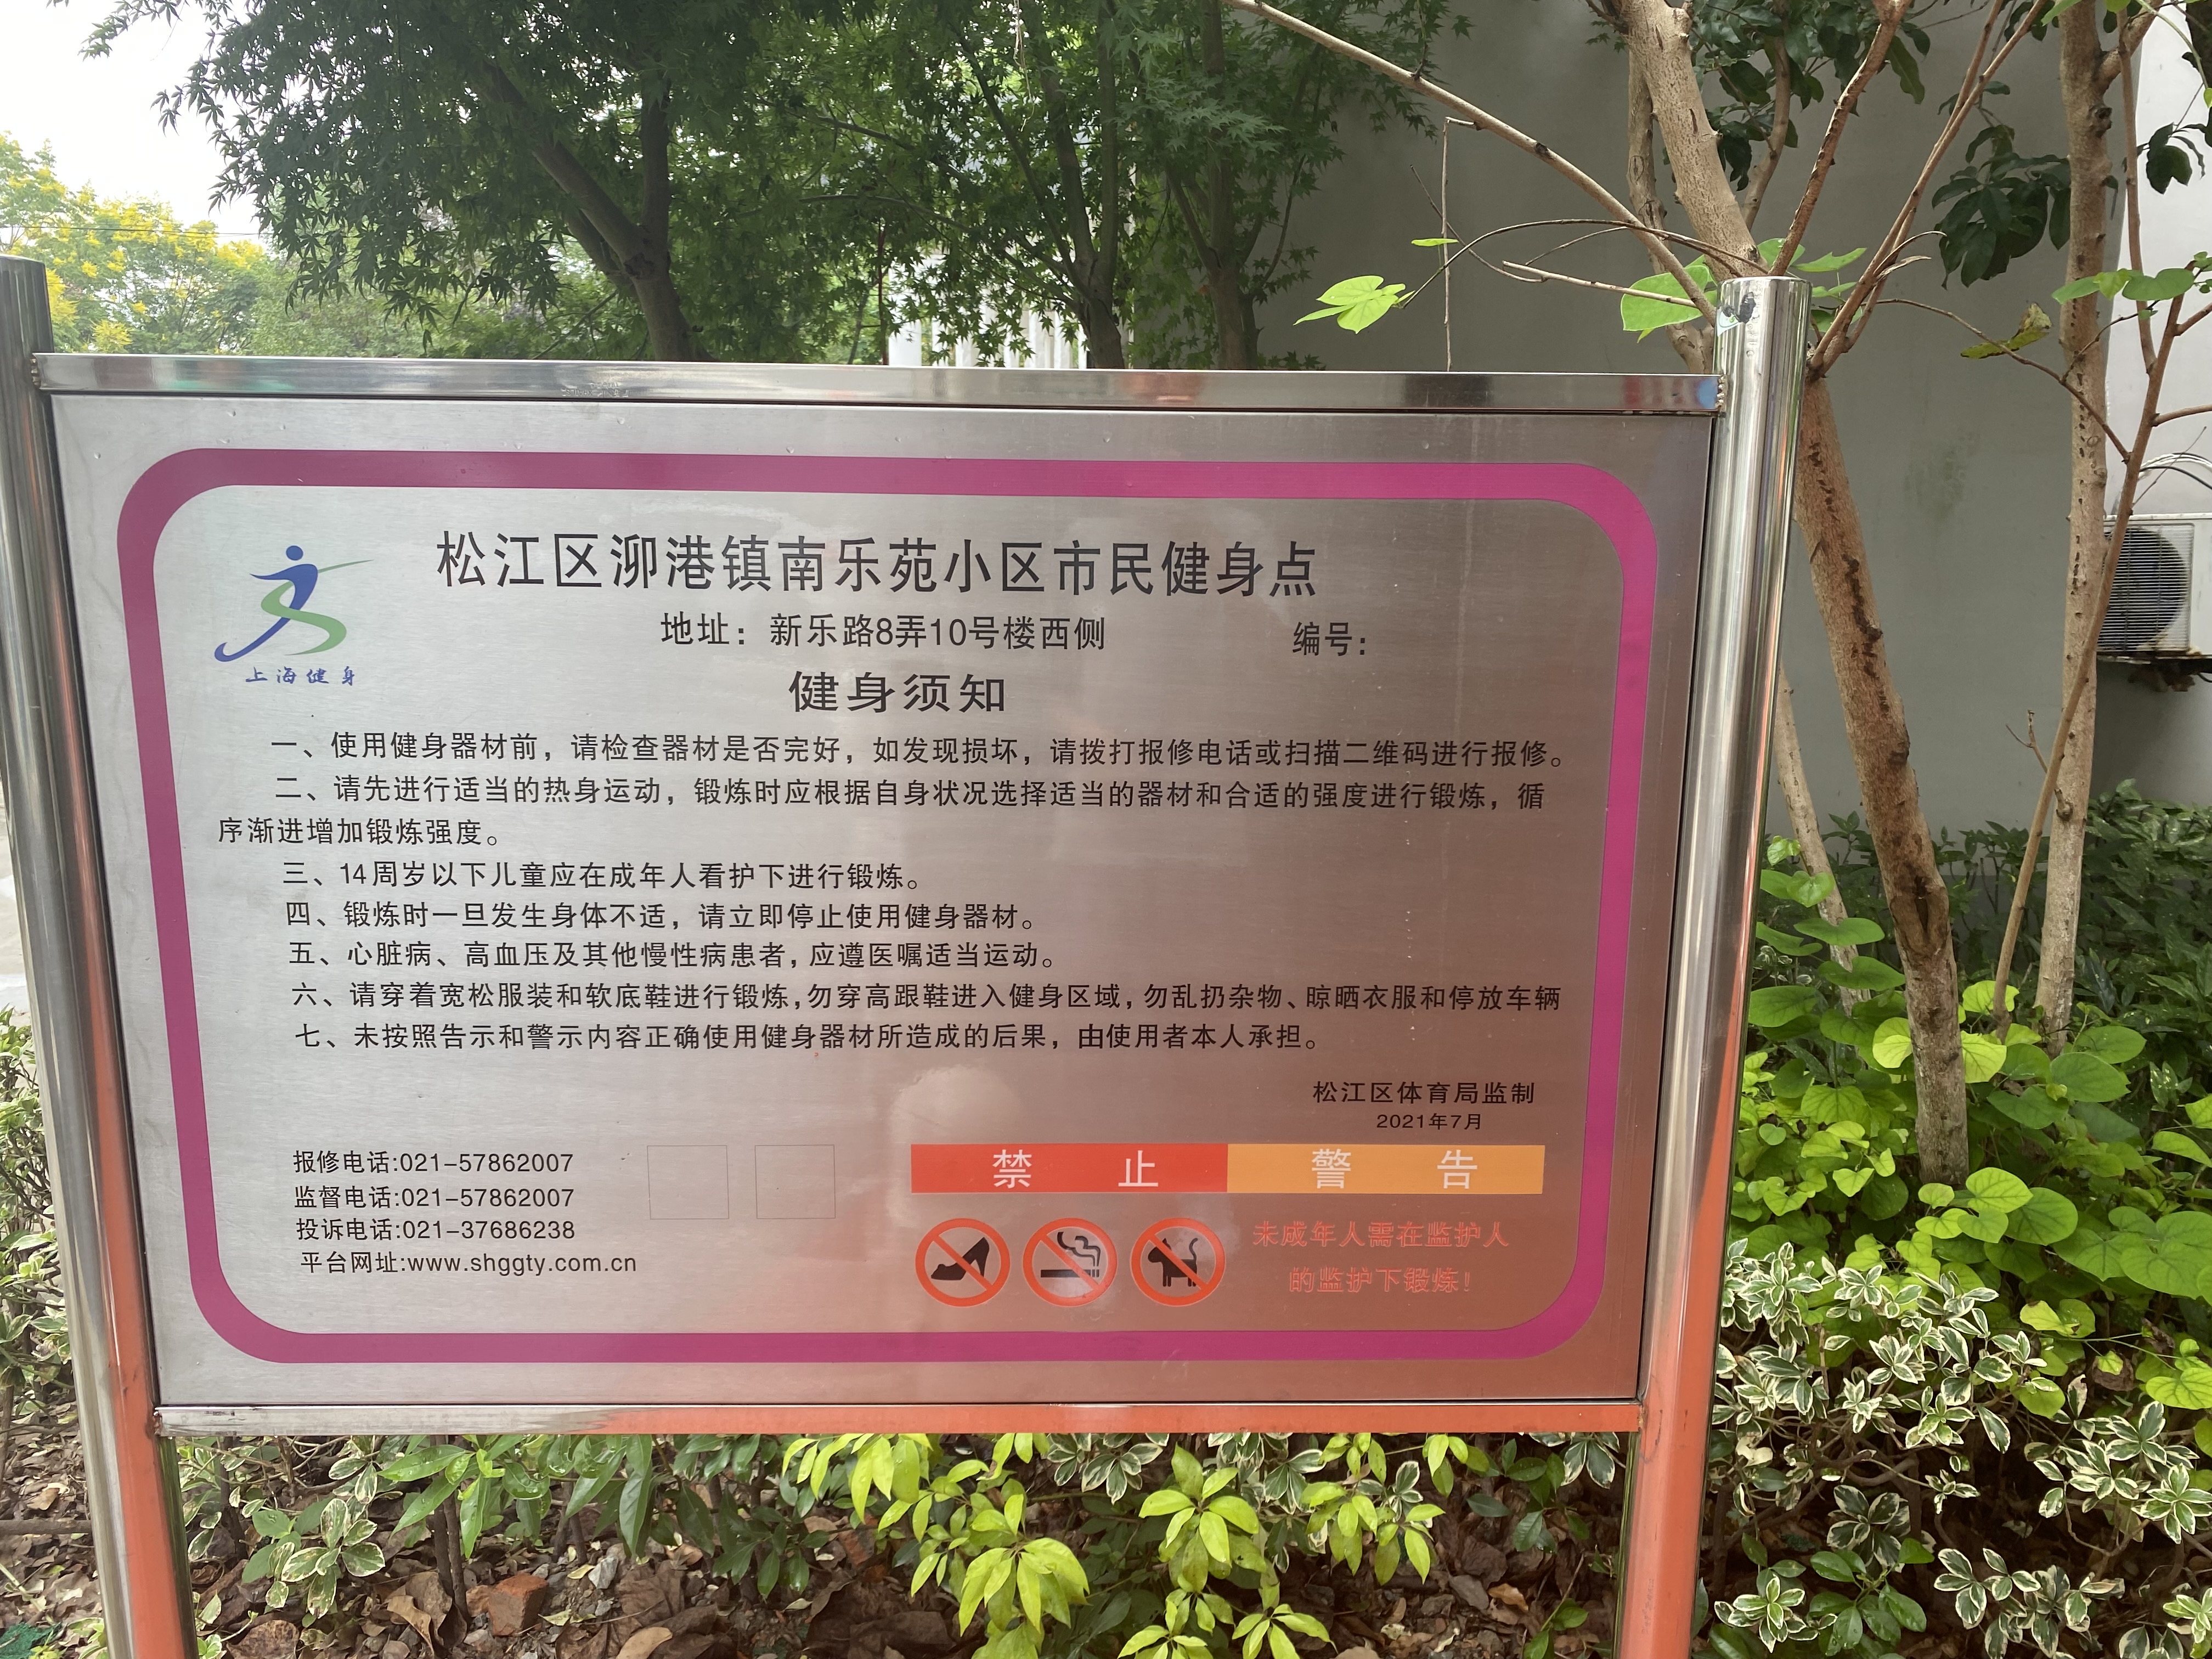 松江区泖港镇南乐苑小区市民健身点
地址：新乐路8弄10号楼西侧 编号：
上海健身
健身须知
一、使用健身器材前，请检查器材是否完好，如发现损坏，请拨打报修电话或扫描二维码进行报修。
二、请先进行适当的热身运动，锻炼时应根据自身状况选择适当的器材和合适的强度进行锻炼，循
序渐进增加锻炼强度。
三、14周岁以下儿童应在成年人看护下进行锻炼。
四、锻炼时一旦发生身体不适，请立即停止使用健身器材。
五、心脏病、高血压及其他慢性病患者，应遵医嘱适当运动。
六、请穿着宽松服装和软底鞋进行锻炼，勿穿高跟鞋进入健身区域，勿乱扔杂物、晾晒衣服和停放车辆
七、未按照告示和警示内容正确使用健身器材所造成的后果，由使用者本人承担。
松江区体育局监制
2021年7月
报修电话:021-57862007
监督电话:021-57862007
投诉电话:021-37686238
平台网址:www.shggty.com.cn
禁止 警告
未成年人需在监护人
的监护下锻炼！